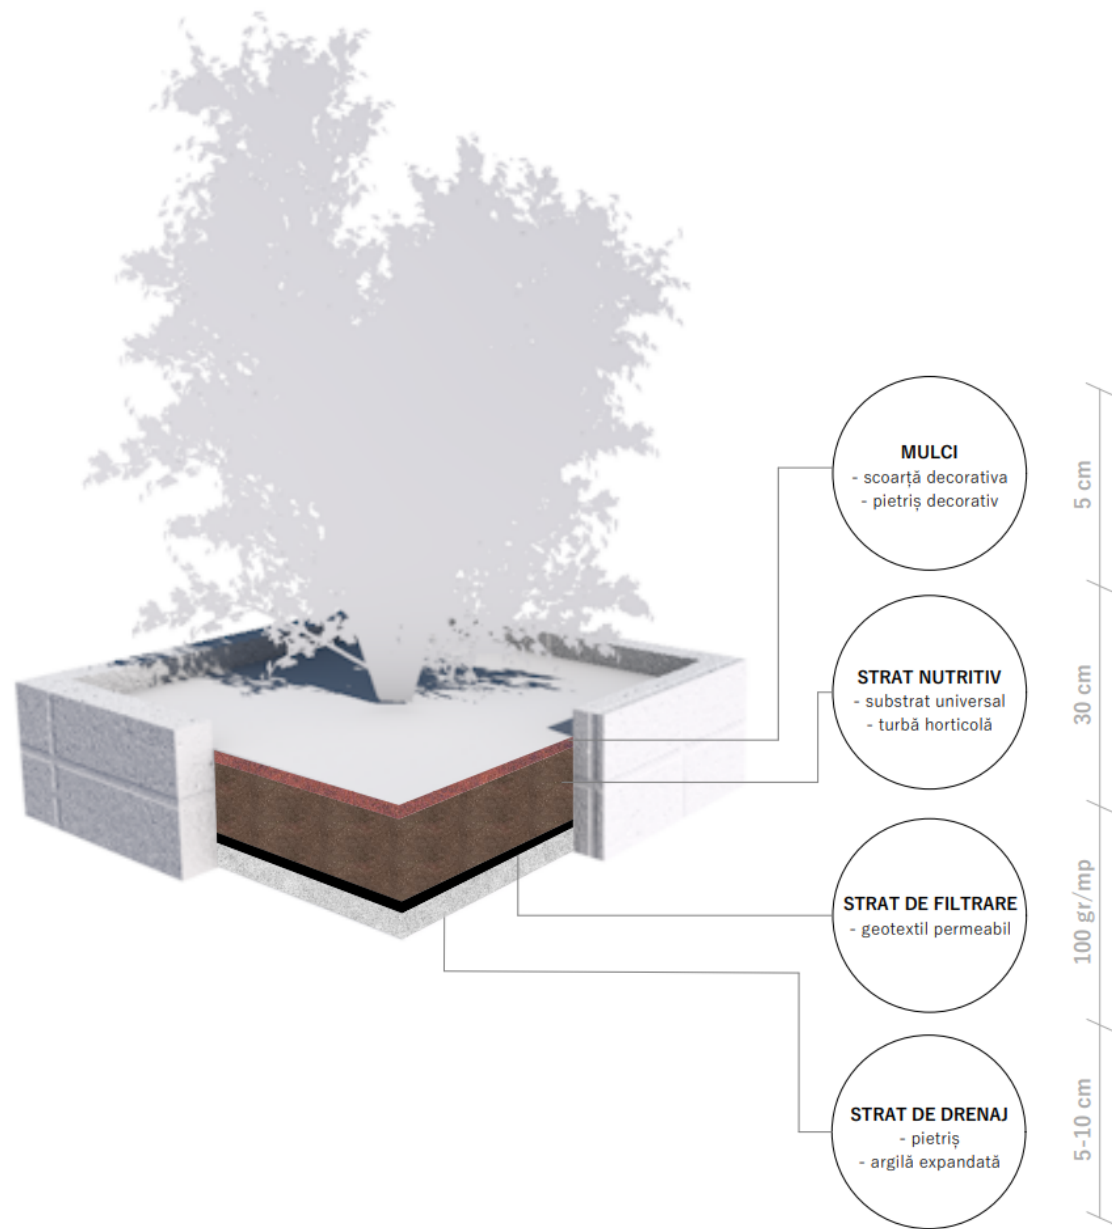 MULCI
- scoarță decorativa
- pietriș decorativ
5 cm
STRAT NUTRITIV
- substrat universal
- turbă horticolă
30 cm
STRAT DE FILTRARE
- geotextil permeabil
100 gr/mp
STRAT DE DRENAJ
- pietriș
- argilă expandată
5-10 cm